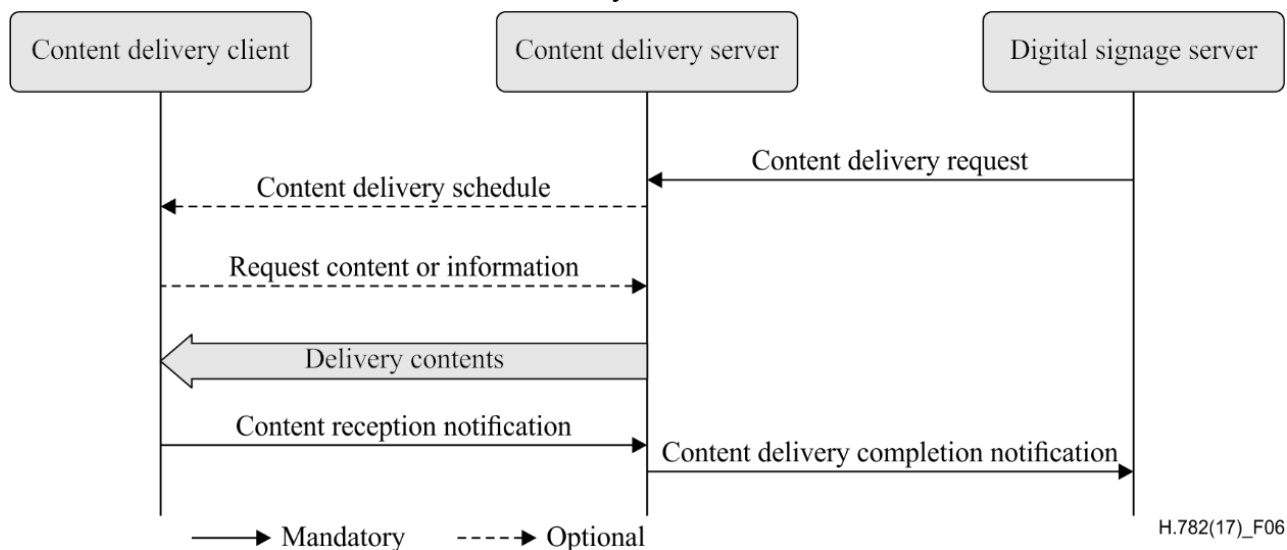 Content delivery client
Content delivery server
Digital signage server
Content delivery request
Content delivery schedule
Request content or information
Delivery contents
Content reception notification
Content delivery completion notification
Mandatory
Optional
H.782(17)_F06